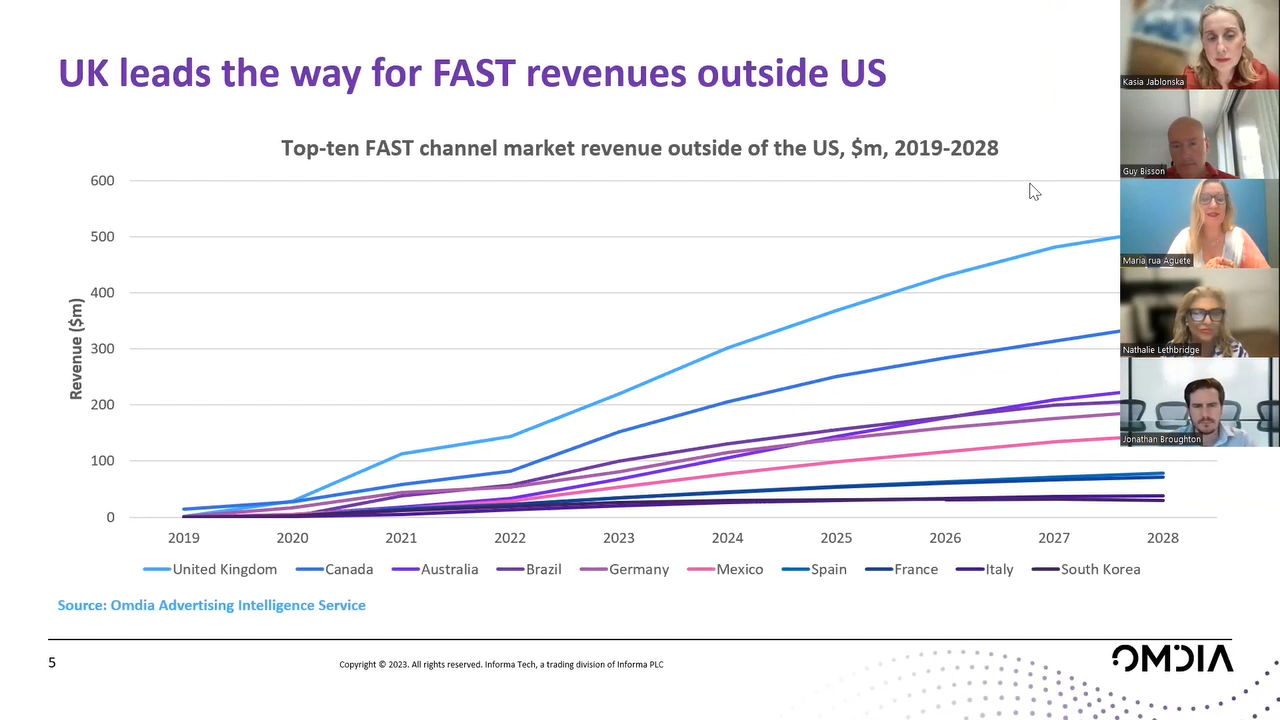 UK leads the way for FAST revenues outside US
Top-ten FAST channel market revenue outside of the US, $m, 2019-2028
Revenue ($m)
600
500
400
300
200
100
0
2019 2020 2021 2022 2023 2024 2025 2026 2027 2028
United Kingdom Canada Australia Brazil Germany Mexico Spain France Italy South Korea
Source: Omdia Advertising Intelligence Service
5
Copyright © 2023. All rights reserved. Informa Tech, a trading division of Informa PLC
OMDIA
Kasia Jablonska
Guy Bisson
Maria rua Aguete
Nathalie Lethbridge
Jonathan Broughton